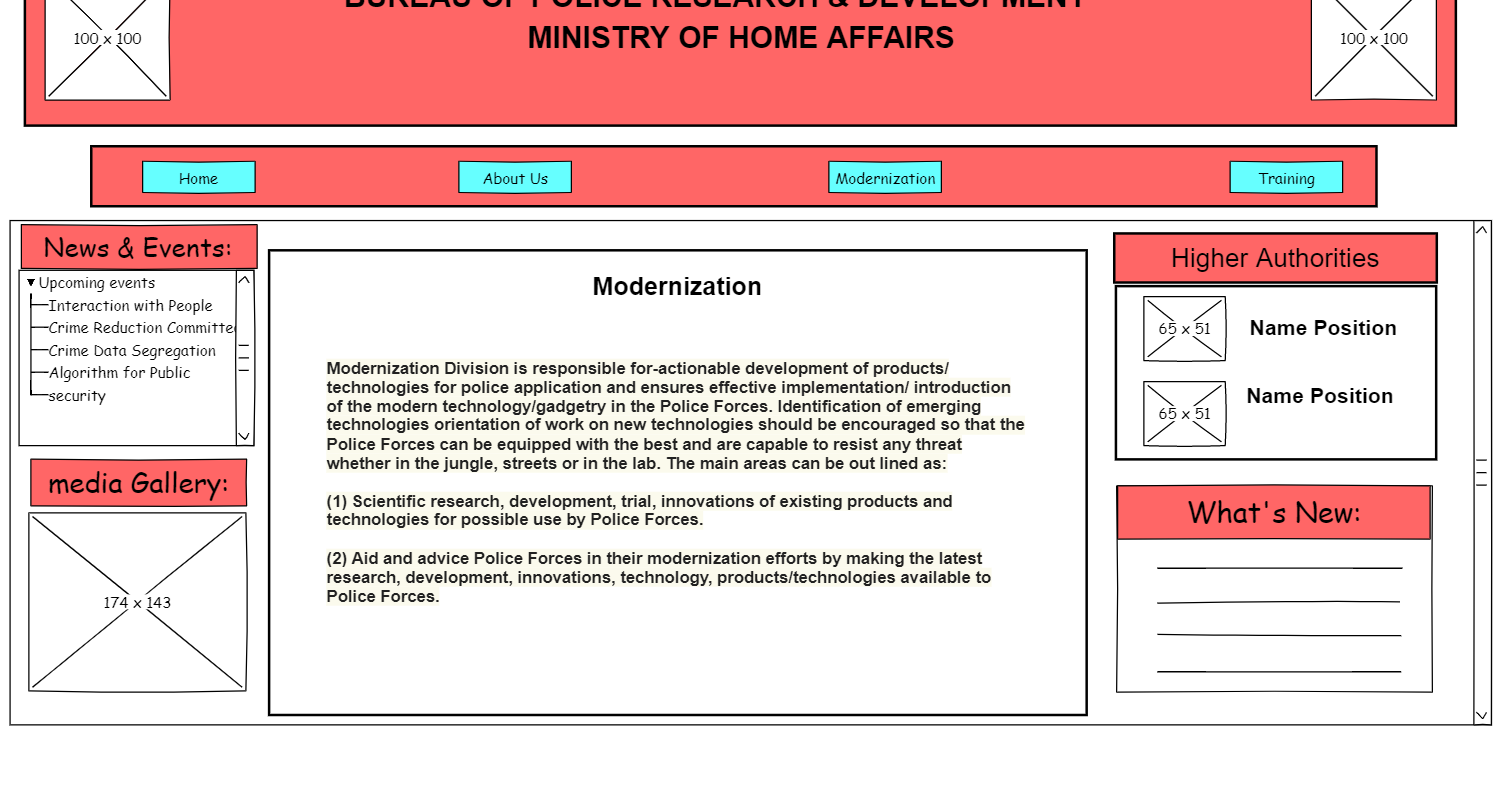 BUREAU OF POLICE RESEARCH & DEVELOPMENT
MINISTRY OF HOME AFFAIRS
100 x 100
100 x 100
Home
About Us
Modernization
Training
News & Events:
Upcoming events
Interaction with People
Crime Reduction Committe
Crime Data Segregation
Algorithm for Public
security
media Gallery:
174 x 143
Modernization
Modernization Division is responsible for-actionable development of products/
technologies for police application and ensures effective implementation/ introduction
of the modern technology/gadgetry in the Police Forces. Identification of emerging
technologies orientation of work on new technologies should be encouraged so that the
Police Forces can be equipped with the best and are capable to resist any threat
whether in the jungle, streets or in the lab. The main areas can be out lined as:
(1) Scientific research, development, trial, innovations of existing products and
technologies for possible use by Police Forces.
(2) Aid and advice Police Forces in their modernization efforts by making the latest
research, development, innovations, technology, products/technologies available to
Police Forces.
Higher Authorities
65 x 51
Name Position
65 x 51
Name Position
What's New: